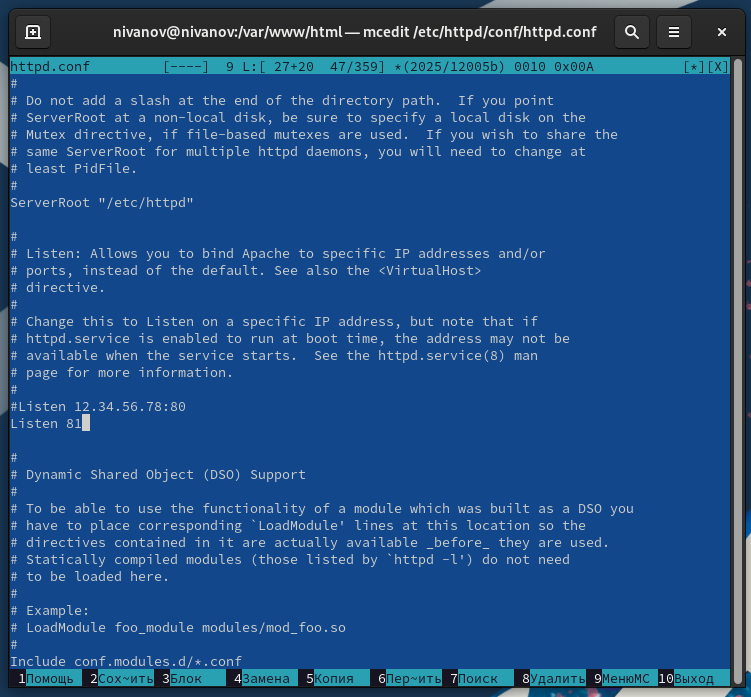 nivanov@nivanov:/var/www/html — mcedit /etc/httpd/conf/httpd.conf
httpd.conf [----] 9 L:[ 27+20 47/359] *(2025/12005b) 0010 0x00A [*][X]
#
# Do not add a slash at the end of the directory path.  If you point
# ServerRoot at a non-local disk, be sure to specify a local disk on the
# Mutex directive, if file-based mutexes are used.  If you wish to share the
# same ServerRoot for multiple httpd daemons, you will need to change at
# least PidFile.
#
ServerRoot "/etc/httpd"
#
# Listen: Allows you to bind Apache to specific IP addresses and/or
# ports, instead of the default. See also the <VirtualHost>
# directive.
#
# Change this to Listen on a specific IP address, but note that if
# httpd.service is enabled to run at boot time, the address may not be
# available when the service starts.  See the httpd.service(8) man
# page for more information.
#
#Listen 12.34.56.78:80
Listen 81
#
# Dynamic Shared Object (DSO) Support
#
# To be able to use the functionality of a module which was built as a DSO you
# have to place corresponding `LoadModule' lines at this location so the
# directives contained in it are actually available _before_ they are used.
# Statically compiled modules (those listed by `httpd -l') do not need
# to be loaded here.
#
# Example:
# LoadModule foo_module modules/mod_foo.so
#
Include conf.modules.d/*.conf
1Помощь 2Сох~ить 3Блок 4Замена 5Копия 6Пер~ить 7Поиск 8Удалить 9МенюMC 10Выход